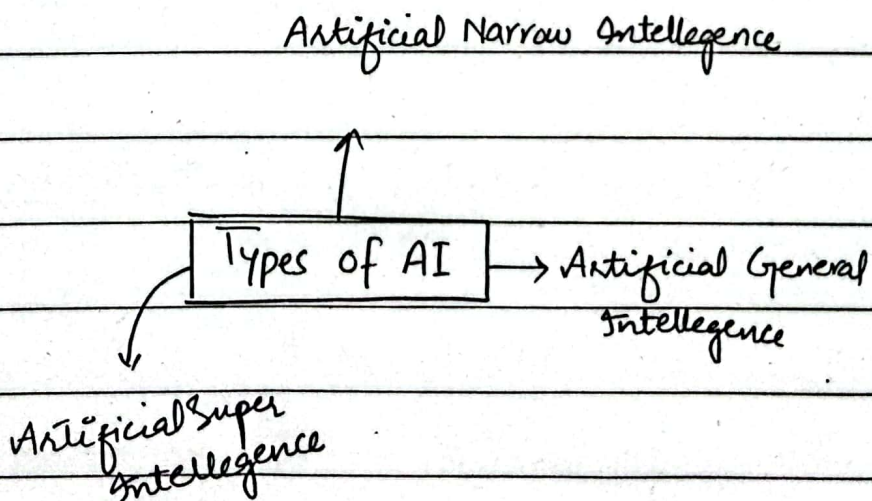 Artificial Narrow Intellegence
Types of AI
Artificial General
Intellegence
Artificial Super
Intellegence